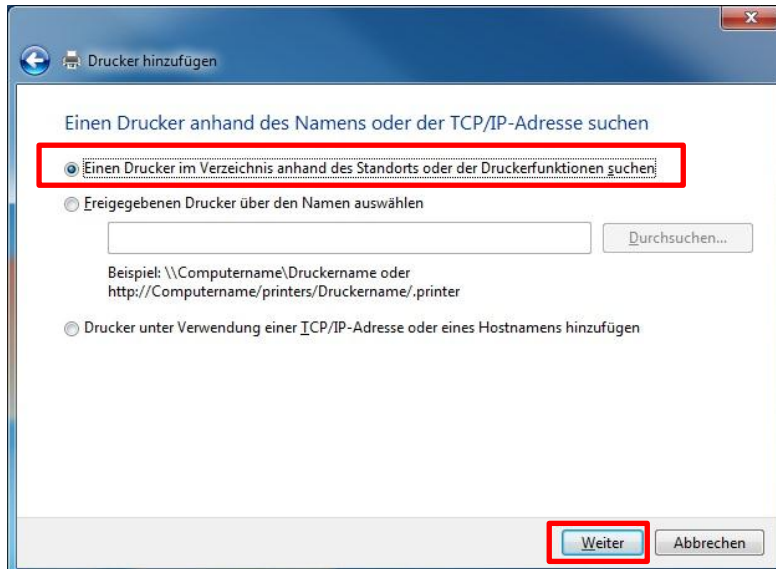 Drucker hinzufügen
Einen Drucker anhand des Namens oder der TCP/IP-Adresse suchen
Einen Drucker im Verzeichnis anhand des Standorts oder der Druckerfunktionen suchen
Freigegebenen Drucker über den Namen auswählen
Durchsuchen...
Beispiel: \\Computername\Druckername oder
http://Computername/printers/Druckername/.printer
Drucker unter Verwendung einer TCP/IP-Adresse oder eines Hostnamens hinzufügen
Weiter
Abbrechen